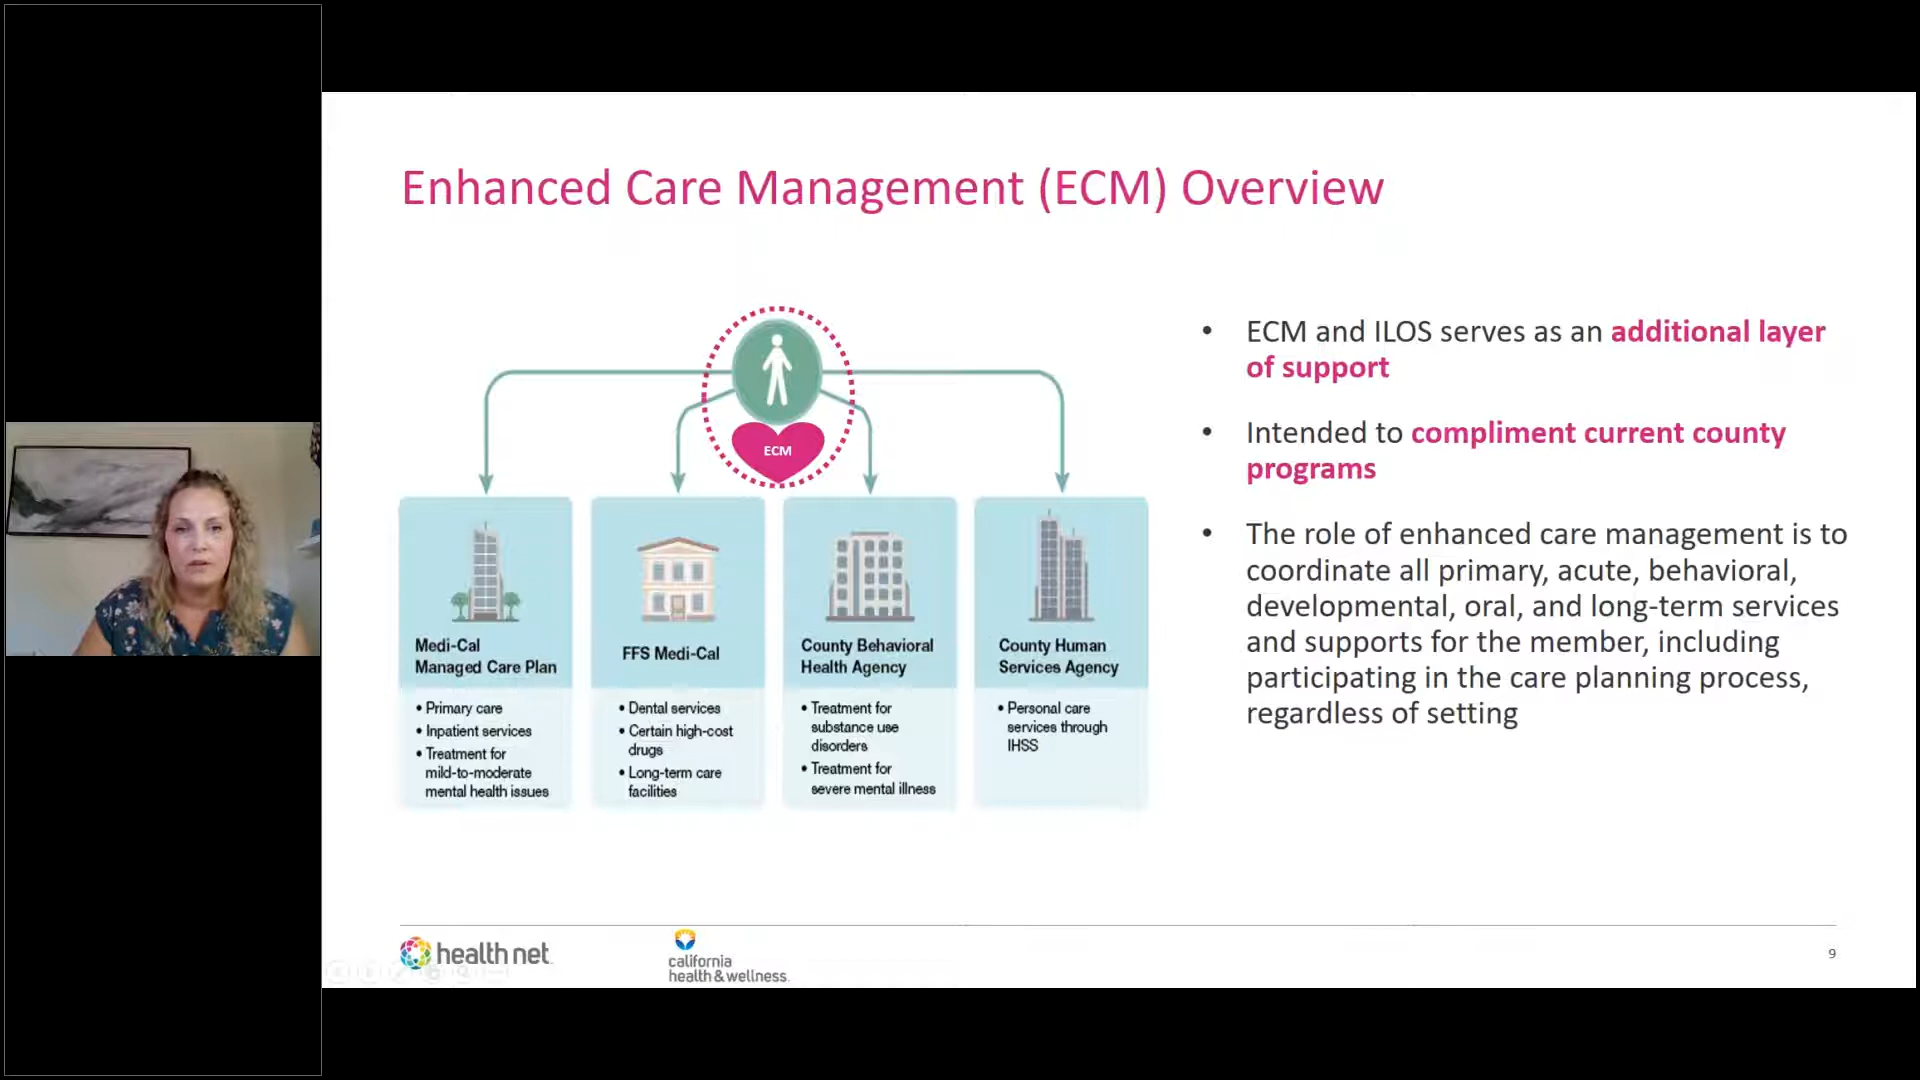 Enhanced Care Management (ECM) Overview
ECM
Medi-Cal
Managed Care Plan
• Primary care
• Inpatient services
• Treatment for
mild-to-moderate
mental health issues
FFS Medi-Cal
• Dental services
• Certain high-cost
drugs
• Long-term care
facilities
County Behavioral
Health Agency
• Treatment for
substance use
disorders
• Treatment for
severe mental illness
County Human
Services Agency
• Personal care
services through
IHSS
• ECM and ILOS serves as an additional layer
of support
• Intended to compliment current county
programs
• The role of enhanced care management is to
coordinate all primary, acute, behavioral,
developmental, oral, and long-term services
and supports for the member, including
participating in the care planning process,
regardless of setting
health net
california
health & wellness
9